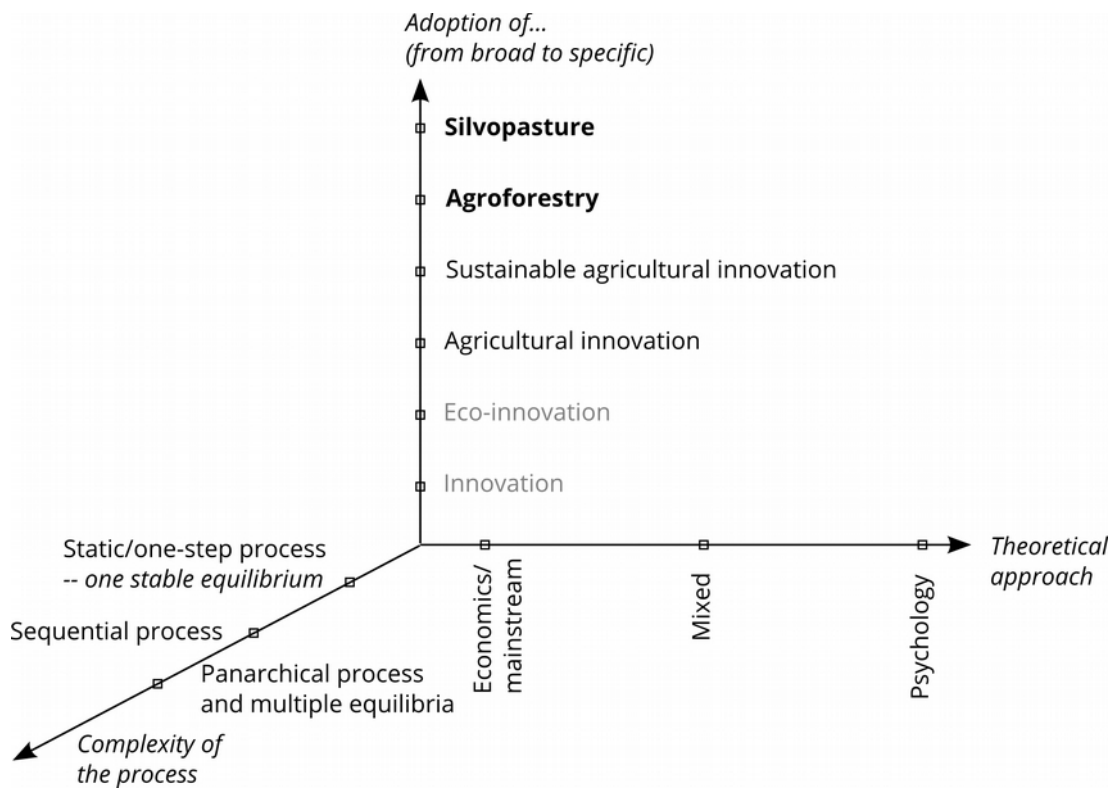 Adoption of...
(from broad to specific)
Silvopasture
Agroforestry
Sustainable agricultural innovation
Agricultural innovation
Eco-innovation
Innovation
Static/one-step process
-- one stable equilibrium
Sequential process
Panarchical process
and multiple equilibria
Complexity of
the process
Economics/
mainstream
Mixed
Psychology
Theoretical
approach